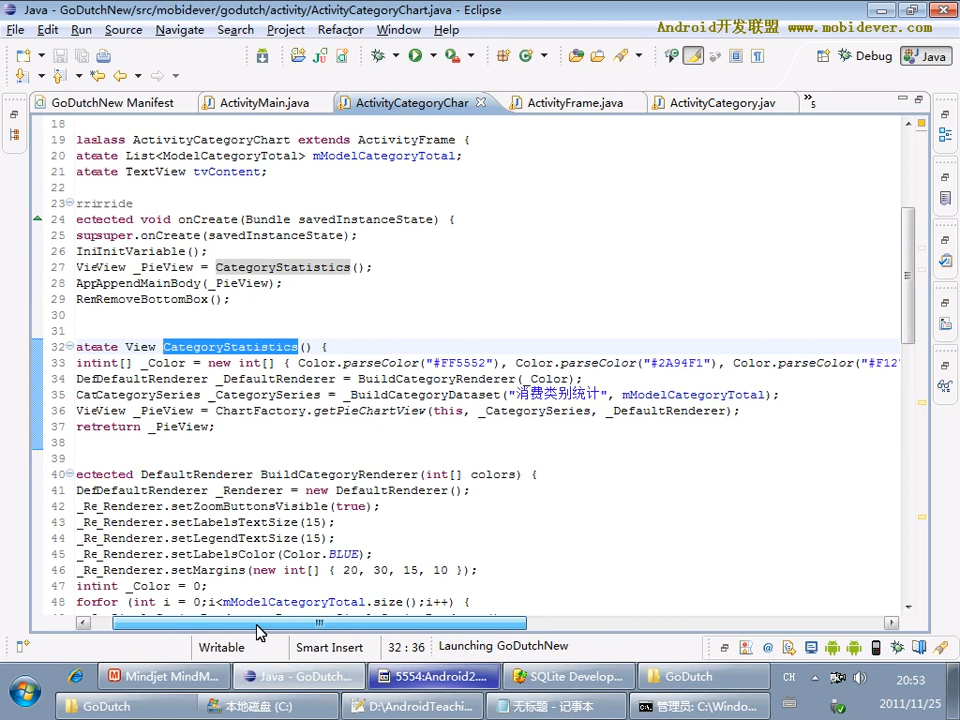 Java - GoDutchNew/src/mobidever/godutch/activity/ActivityCategoryChart.java - Eclipse
File Edit Run Source Navigate Search Project Refactor Window Help
Android开发联盟 www.mobidever.com
Debug Java
GoDutchNew Manifest ActivityMain.java ActivityCategoryChar ActivityFrame.java ActivityCategory.jav »5
18
19 laslass ActivityCategoryChart extends ActivityFrame {
20 ateate List<ModelCategoryTotal> mModelCategoryTotal;
21 ateate TextView tvContent;
22
23 rrirride
24 ectected void onCreate(Bundle savedInstanceState) {
25 supsuper.onCreate(savedInstanceState);
26 IniInitVariable();
27 VieView _PieView = CategoryStatistics();
28 AppAppendMainBody(_PieView);
29 RemRemoveBottomBox();
30
31
32 ateate View CategoryStatistics() {
33 intint[] _Color = new int[] { Color.parseColor("#FF5552"), Color.parseColor("#2A94F1"), Color.parseColor("#F12
34 DefDefaultRenderer _DefaultRenderer = BuildCategoryRenderer(_Color);
35 CatCategorySeries _CategorySeries = _BuildCategoryDataset("消费类别统计", mModelCategoryTotal);
36 VieView _PieView = ChartFactory.getPieChartView(this, _CategorySeries, _DefaultRenderer);
37 retreturn _PieView;
38
39
40 ectected DefaultRenderer BuildCategoryRenderer(int[] colors) {
41 DefDefaultRenderer _Renderer = new DefaultRenderer();
42 _Re_Renderer.setZoomButtonsVisible(true);
43 _Re_Renderer.setLabelsTextSize(15);
44 _Re_Renderer.setLegendTextSize(15);
45 _Re_Renderer.setLabelsColor(Color.BLUE);
46 _Re_Renderer.setMargins(new int[] { 20, 30, 15, 10 });
47 intint _Color = 0;
48 forfor (int i = 0;i<mModelCategoryTotal.size();i++) {
Writable Smart Insert 32 : 36 Launching GoDutchNew
Mindjet MindM... Java - GoDutch... 5554:Android2.... SQLite Develop... GoDutch CH 20:53
GoDutch 本地磁盘 (C:) D:\AndroidTeachi... 无标题 - 记事本 管理员: C:\Windo... 2011/11/25